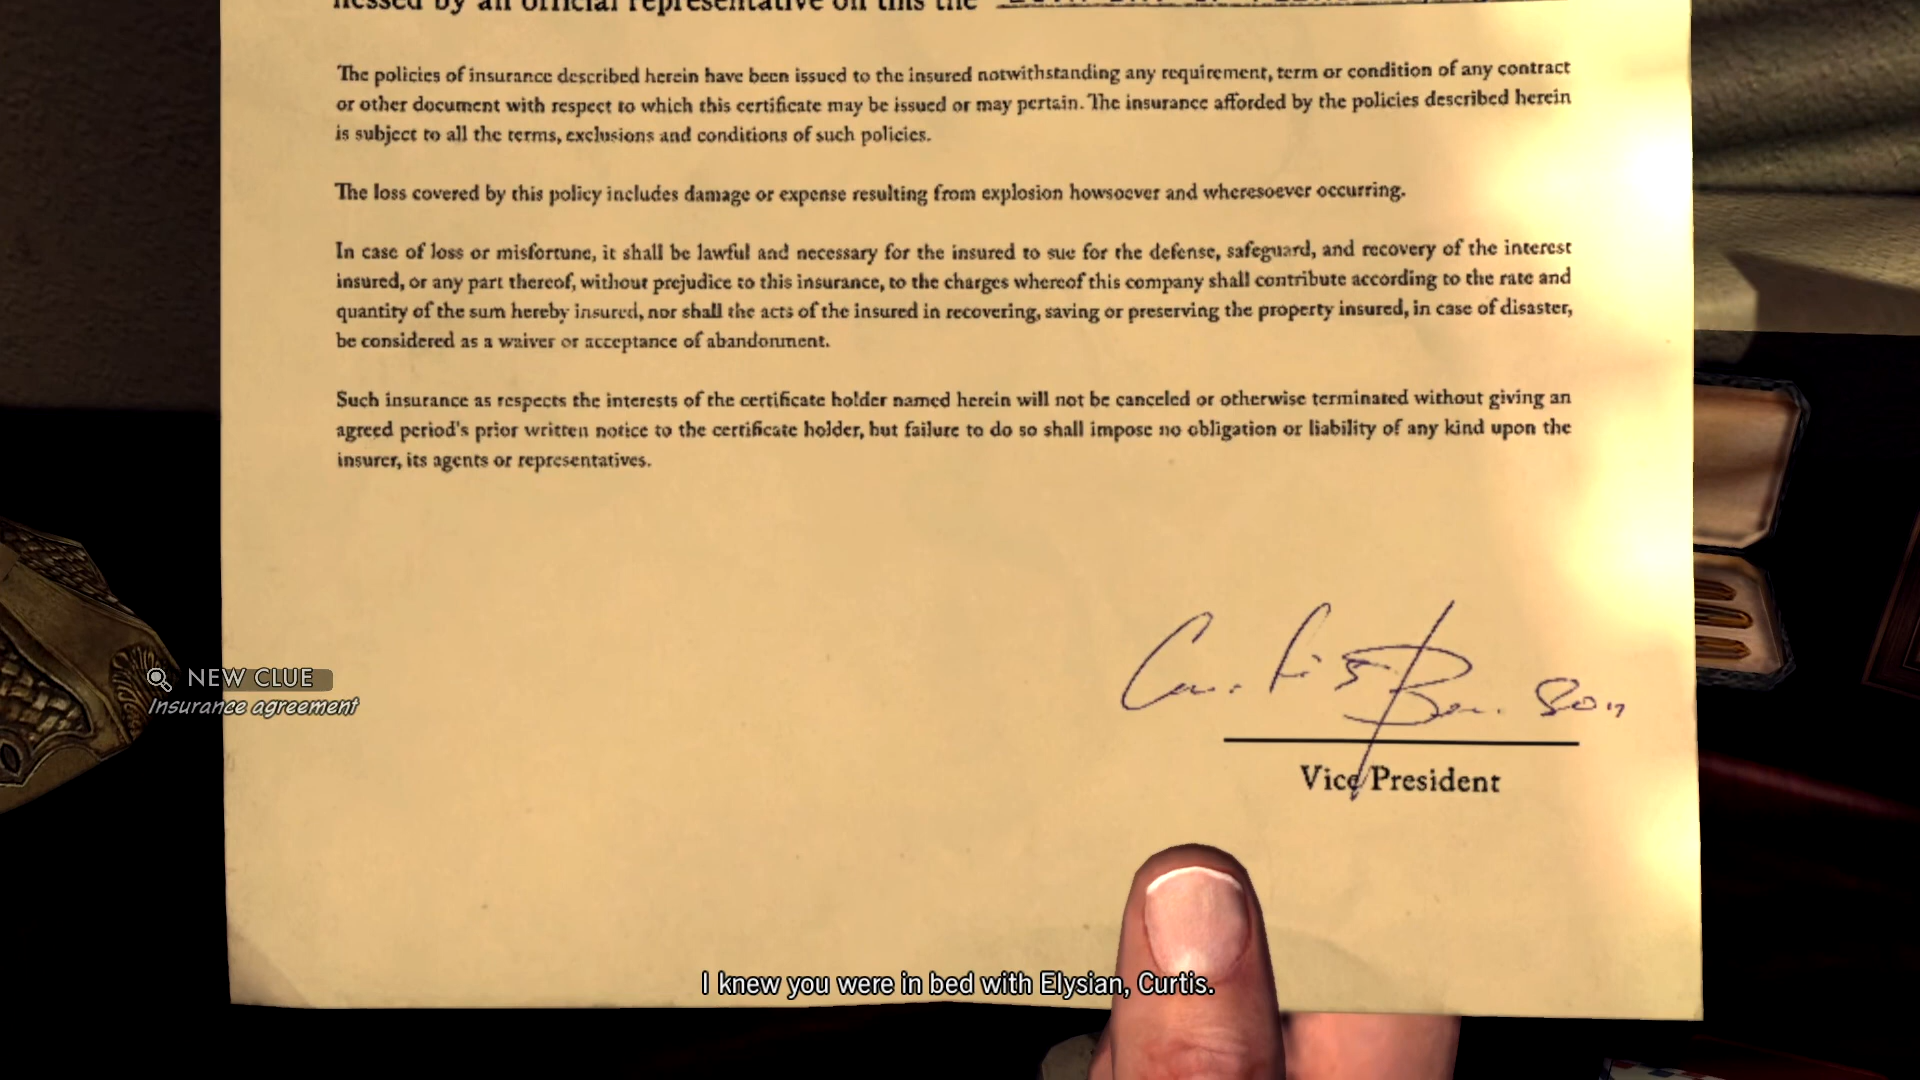 nessed by an official representative on this the
The policies of insurance described herein have been issued to the insured notwithstanding any requirement, term or condition of any contract
or other document with respect to which this certificate may be issued or may pertain. The insurance afforded by the policies described herein
is subject to all the terms, exclusions and conditions of such policies.
The loss covered by this policy includes damage or expense resulting from explosion howsoever and wheresoever occurring.
In case of loss or misfortune, it shall be lawful and necessary for the insured to sue for the defense, safeguard, and recovery of the interest
insured, or any part thereof, without prejudice to this insurance, to the charges whereof this company shall contribute according to the rate and
quantity of the sum hereby insured, nor shall the acts of the insured in recovering, saving or preserving the property insured, in case of disaster,
be considered as a waiver or acceptance of abandonment.
Such insurance as respects the interests of the certificate holder named herein will not be canceled or otherwise terminated without giving an
agreed period's prior written notice to the certificate holder, but failure to do so shall impose no obligation or liability of any kind upon the
insurer, its agents or representatives.
Curtis Benson
Vice President
NEW CLUE
Insurance agreement
I knew you were in bed with Elysian, Curtis.